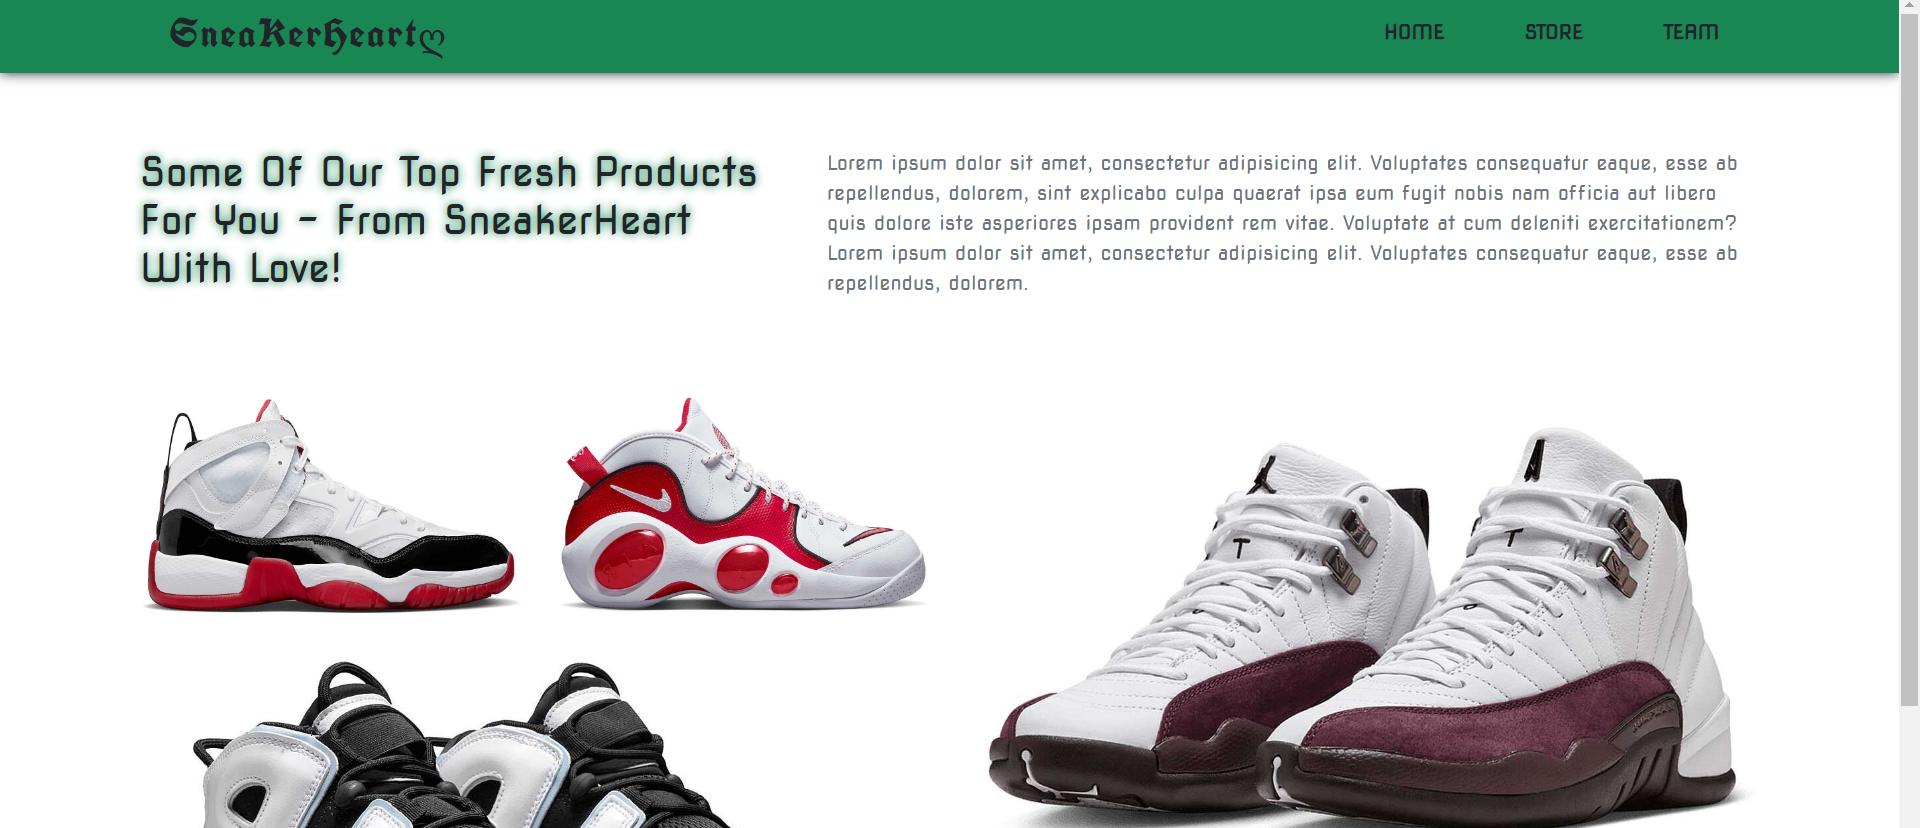 SneaKerHeartღ
HOME STORE TEAM
Some Of Our Top Fresh Products
For You - From SneakerHeart
With Love!
Lorem ipsum dolor sit amet, consectetur adipisicing elit. Voluptates consequatur eaque, esse ab
repellendus, dolorem, sint explicabo culpa quaerat ipsa eum fugit nobis nam officia aut libero
quis dolore iste asperiores ipsam provident rem vitae. Voluptate at cum deleniti exercitationem?
Lorem ipsum dolor sit amet, consectetur adipisicing elit. Voluptates consequatur eaque, esse ab
repellendus, dolorem.